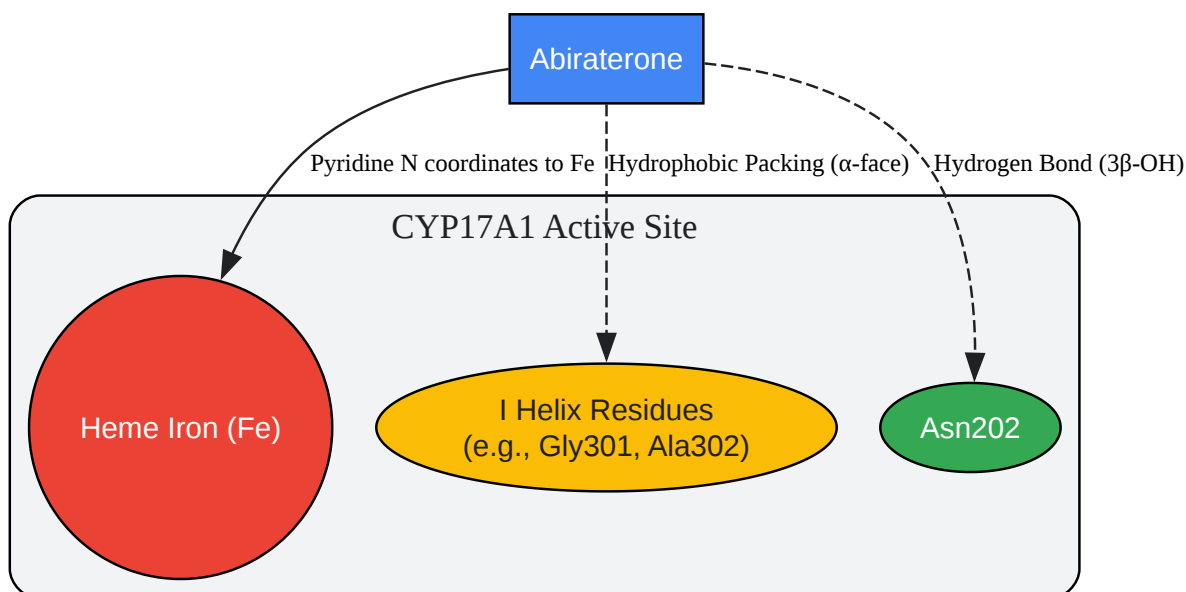 Abiraterone
Pyridine N coordinates to Fe
Hydrophobic Packing (α-face)
Hydrogen Bond (3β-OH)
CYP17A1 Active Site
Heme Iron (Fe)
I Helix Residues
(e.g., Gly301, Ala302)
Asn202